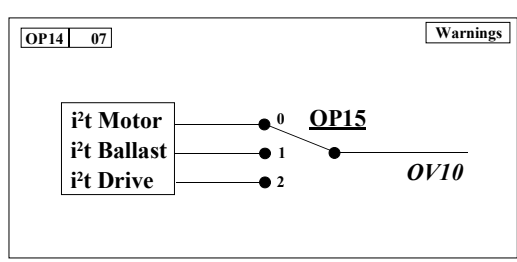 OP14 07 Warnings
i²t Motor 0 OP15
i²t Ballast 1
OV10
i²t Drive 2